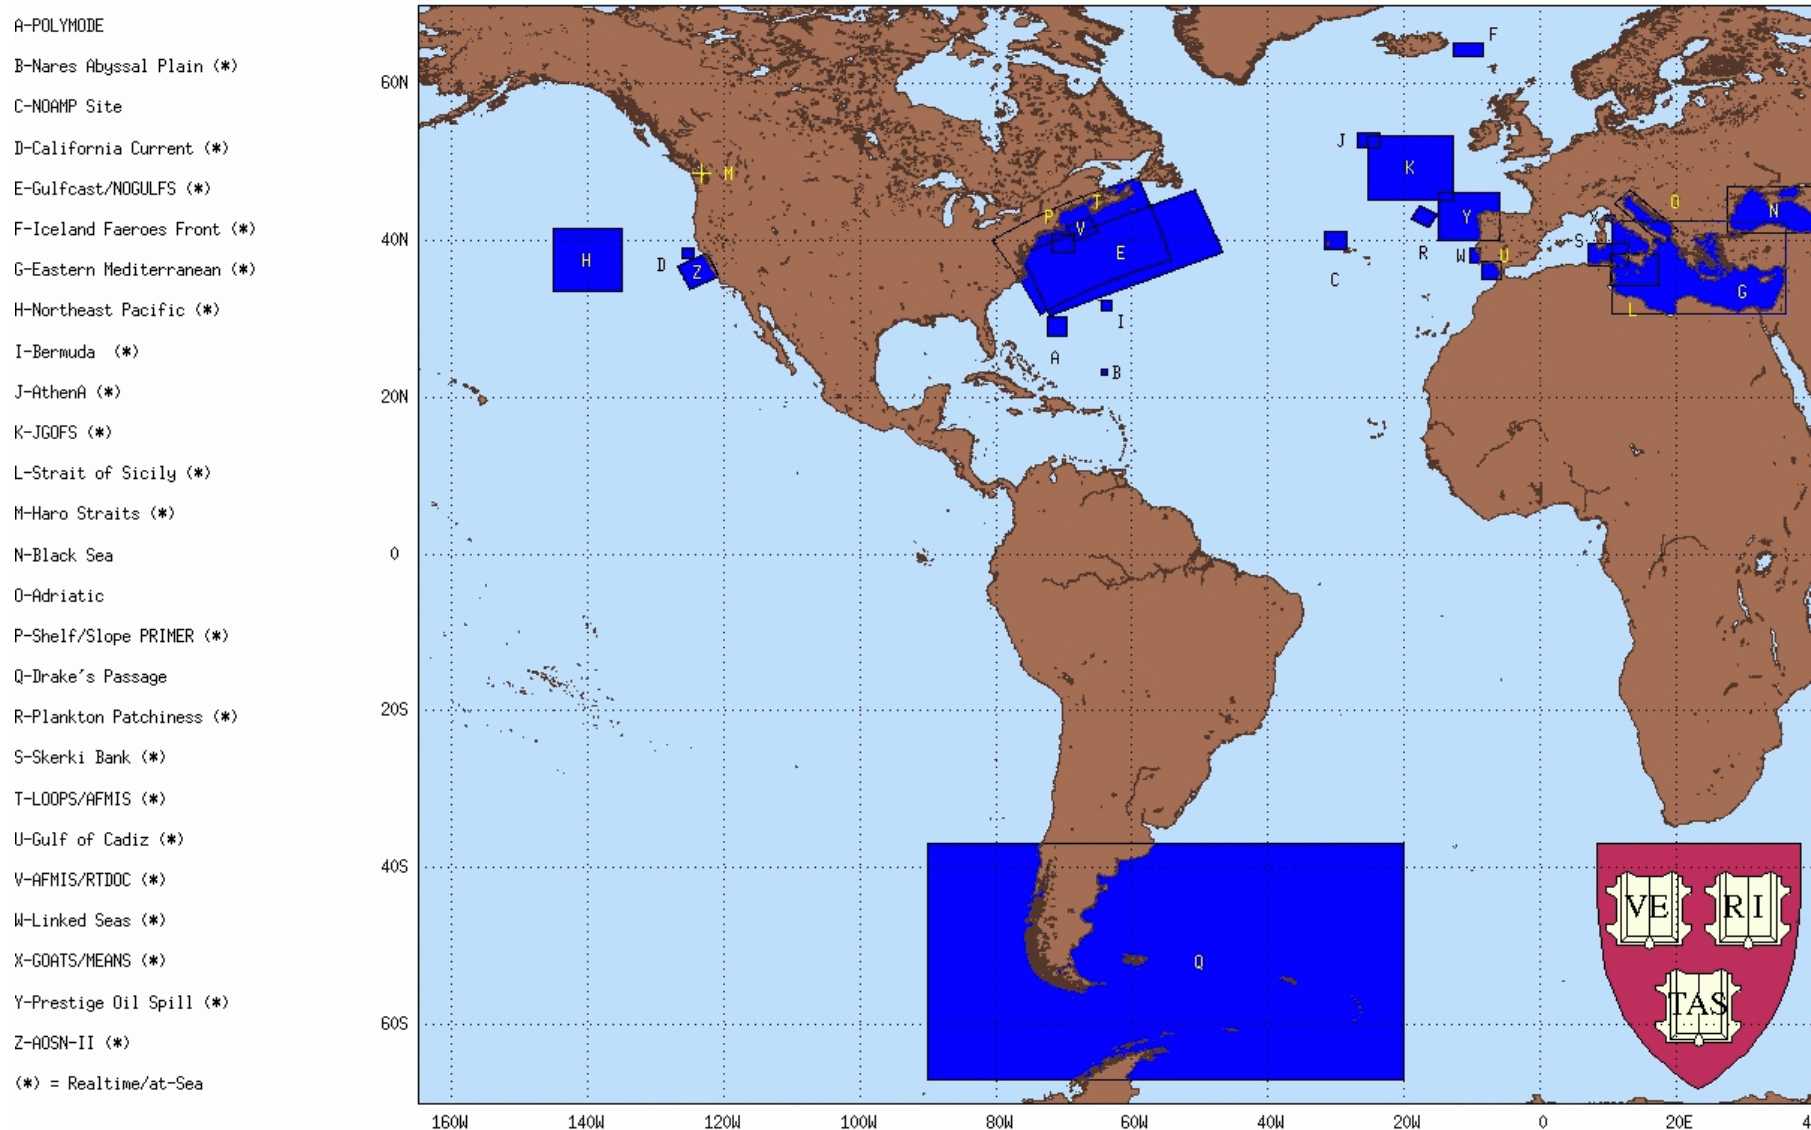 A-POLYMODE
B-Nares Abyssal Plain (*)
C-NOAMP Site
D-California Current (*)
E-Gulfcast/NOGULFS (*)
F-Iceland Faeroes Front (*)
G-Eastern Mediterranean (*)
H-Northeast Pacific (*)
I-Bermuda  (*)
J-AthenA (*)
K-JGOFS (*)
L-Strait of Sicily (*)
M-Haro Straits (*)
N-Black Sea
O-Adriatic
P-Shelf/Slope PRIMER (*)
Q-Drake's Passage
R-Plankton Patchiness (*)
S-Skerki Bank (*)
T-LOOPS/AFMIS (*)
U-Gulf of Cadiz (*)
V-AFMIS/RTDOC (*)
W-Linked Seas (*)
X-GOATS/MEANS (*)
Y-Prestige Oil Spill (*)
Z-AOSN-II (*)
(*) = Realtime/at-Sea
F
60N
J
K
M
T
O
P
Y
X
N
V
40N
S
E
R
W
U
H
D
Z
C
G
L
I
A
B
20N
0
20S
40S
VE
RI
Q
TAS
60S
160W
140W
120W
100W
80W
60W
40W
20W
0
20E
4